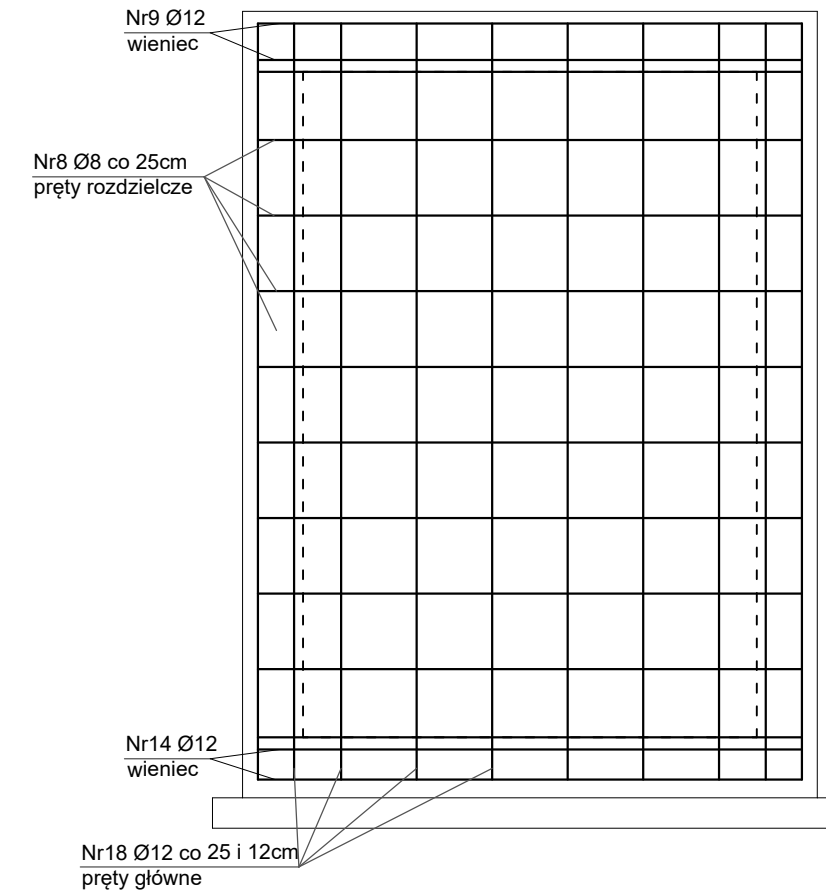 Nr9 Ø12
wieniec
Nr8 Ø8 co 25cm
pręty rozdzielcze
Nr14 Ø12
wieniec
Nr18 Ø12 co 25 i 12cm
pręty główne